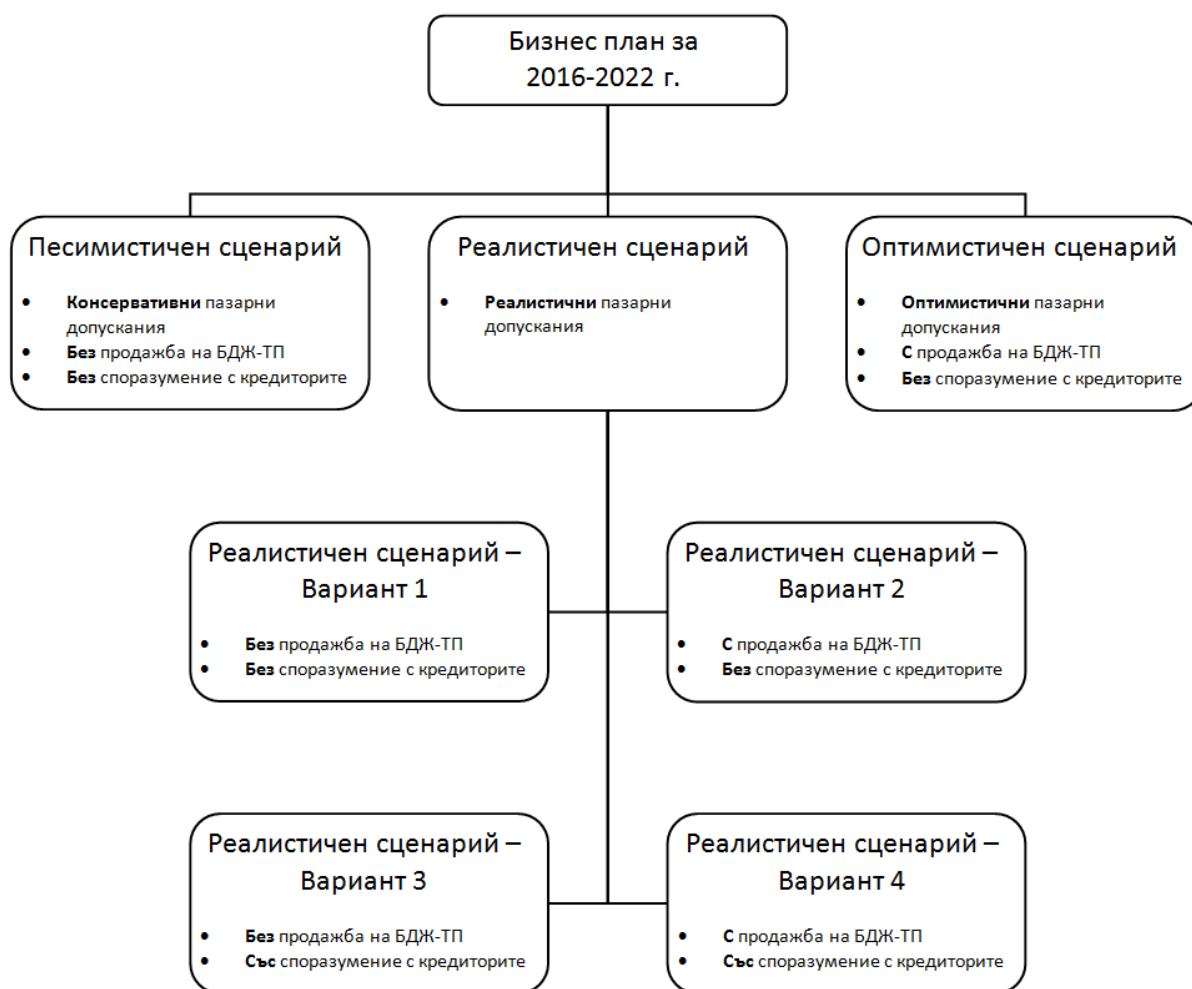 Бизнес план за
2016-2022 г.
Песимистичен сценарий
• Консервативни пазарни
допускания
• Без продажба на БДЖ-ТП
• Без споразумение с кредиторите
Реалистичен сценарий
• Реалистични пазарни
допускания
Оптимистичен сценарий
• Оптимистични пазарни
допускания
• С продажба на БДЖ-ТП
• Без споразумение с кредиторите
Реалистичен сценарий –
Вариант 1
• Без продажба на БДЖ-ТП
• Без споразумение с кредиторите
Реалистичен сценарий –
Вариант 2
• С продажба на БДЖ-ТП
• Без споразумение с кредиторите
Реалистичен сценарий –
Вариант 3
• Без продажба на БДЖ-ТП
• Със споразумение с кредиторите
Реалистичен сценарий –
Вариант 4
• С продажба на БДЖ-ТП
• Със споразумение с кредиторите